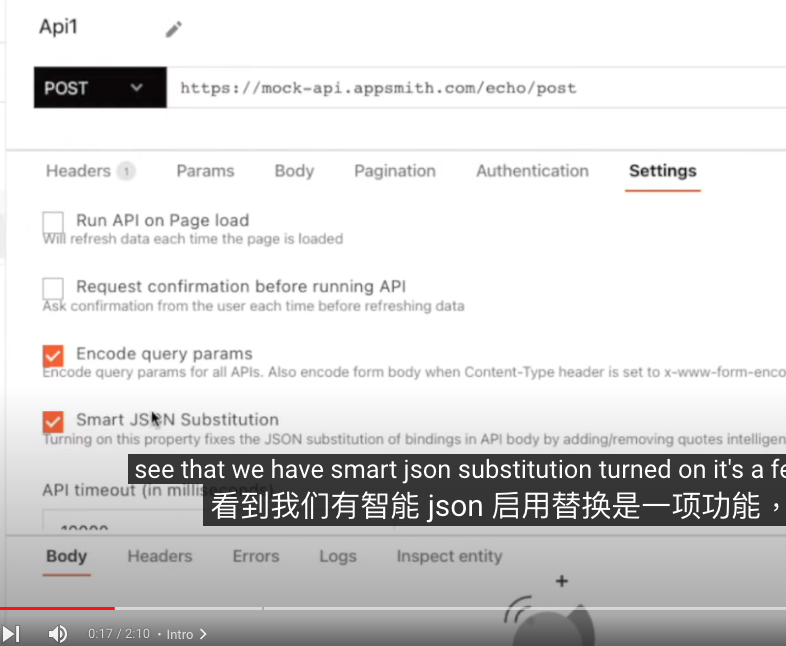 Api1
POST
https://mock-api.appsmith.com/echo/post
Headers 1 Params Body Pagination Authentication Settings
Run API on Page load
Will refresh data each time the page is loaded
Request confirmation before running API
Ask confirmation from the user each time before refreshing data
Encode query params
Encode query params for all APIs. Also encode form body when Content-Type header is set to x-www-form-enco
Smart JSON Substitution
Turning on this property fixes the JSON substitution of bindings in API body by adding/removing quotes intelligen
see that we have smart json substitution turned on it's a fe
API timeout (in milliseconds)
看到我们有智能 json 启用替换是一项功能，
10000
Body Headers Errors Logs Inspect entity
0:17 / 2:10 • Intro